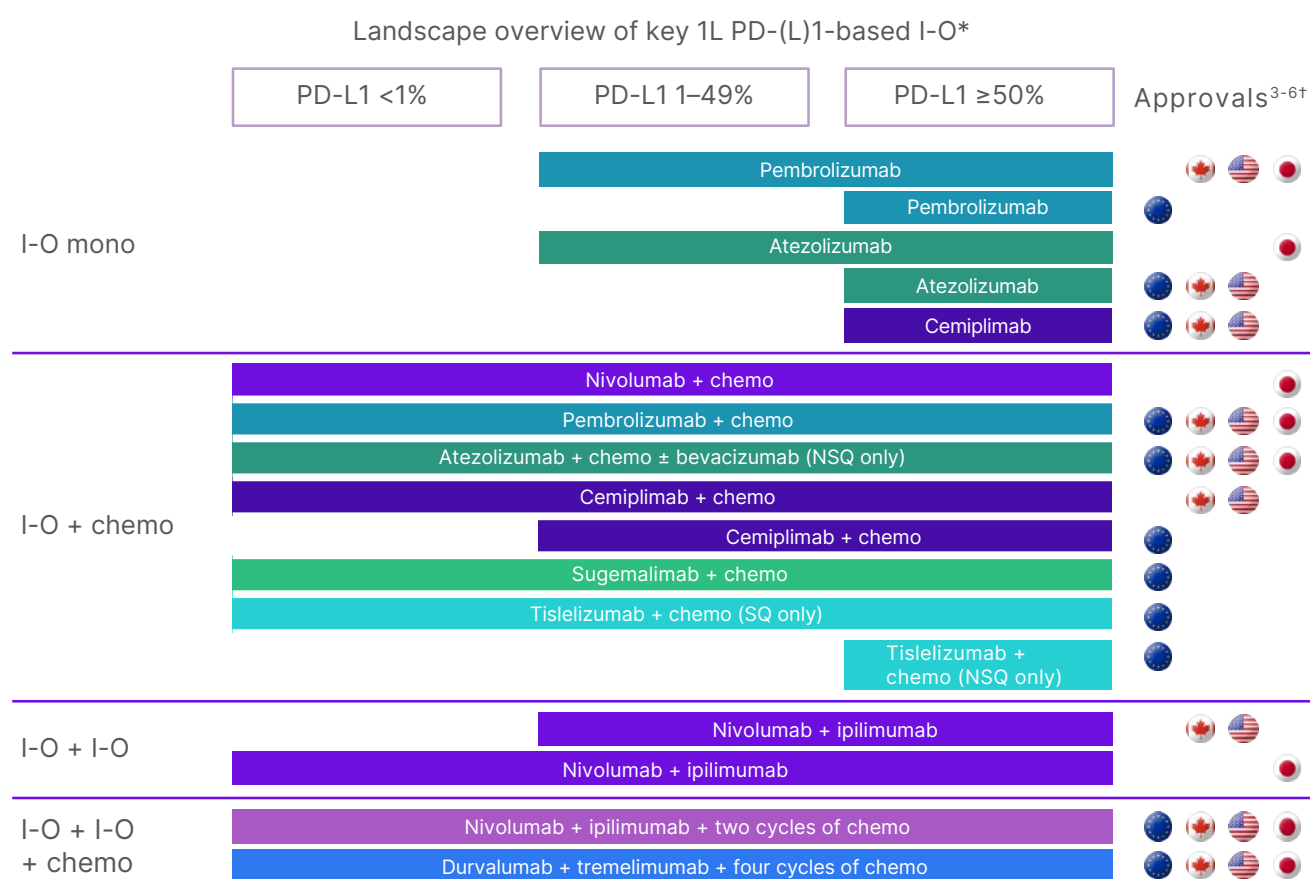 Landscape overview of key 1L PD-(L)1-based I-O*
PD-L1 <1%
PD-L1 1–49%
PD-L1 ≥50%
Approvals³⁻⁶†
I-O mono
Pembrolizumab
Pembrolizumab
Atezolizumab
Atezolizumab
Cemiplimab
I-O + chemo
Nivolumab + chemo
Pembrolizumab + chemo
Atezolizumab + chemo ± bevacizumab (NSQ only)
Cemiplimab + chemo
Cemiplimab + chemo
Sugemalimab + chemo
Tislelizumab + chemo (SQ only)
Tislelizumab +
chemo (NSQ only)
I-O + I-O
Nivolumab + ipilimumab
Nivolumab + ipilimumab
I-O + I-O
+ chemo
Nivolumab + ipilimumab + two cycles of chemo
Durvalumab + tremelimumab + four cycles of chemo